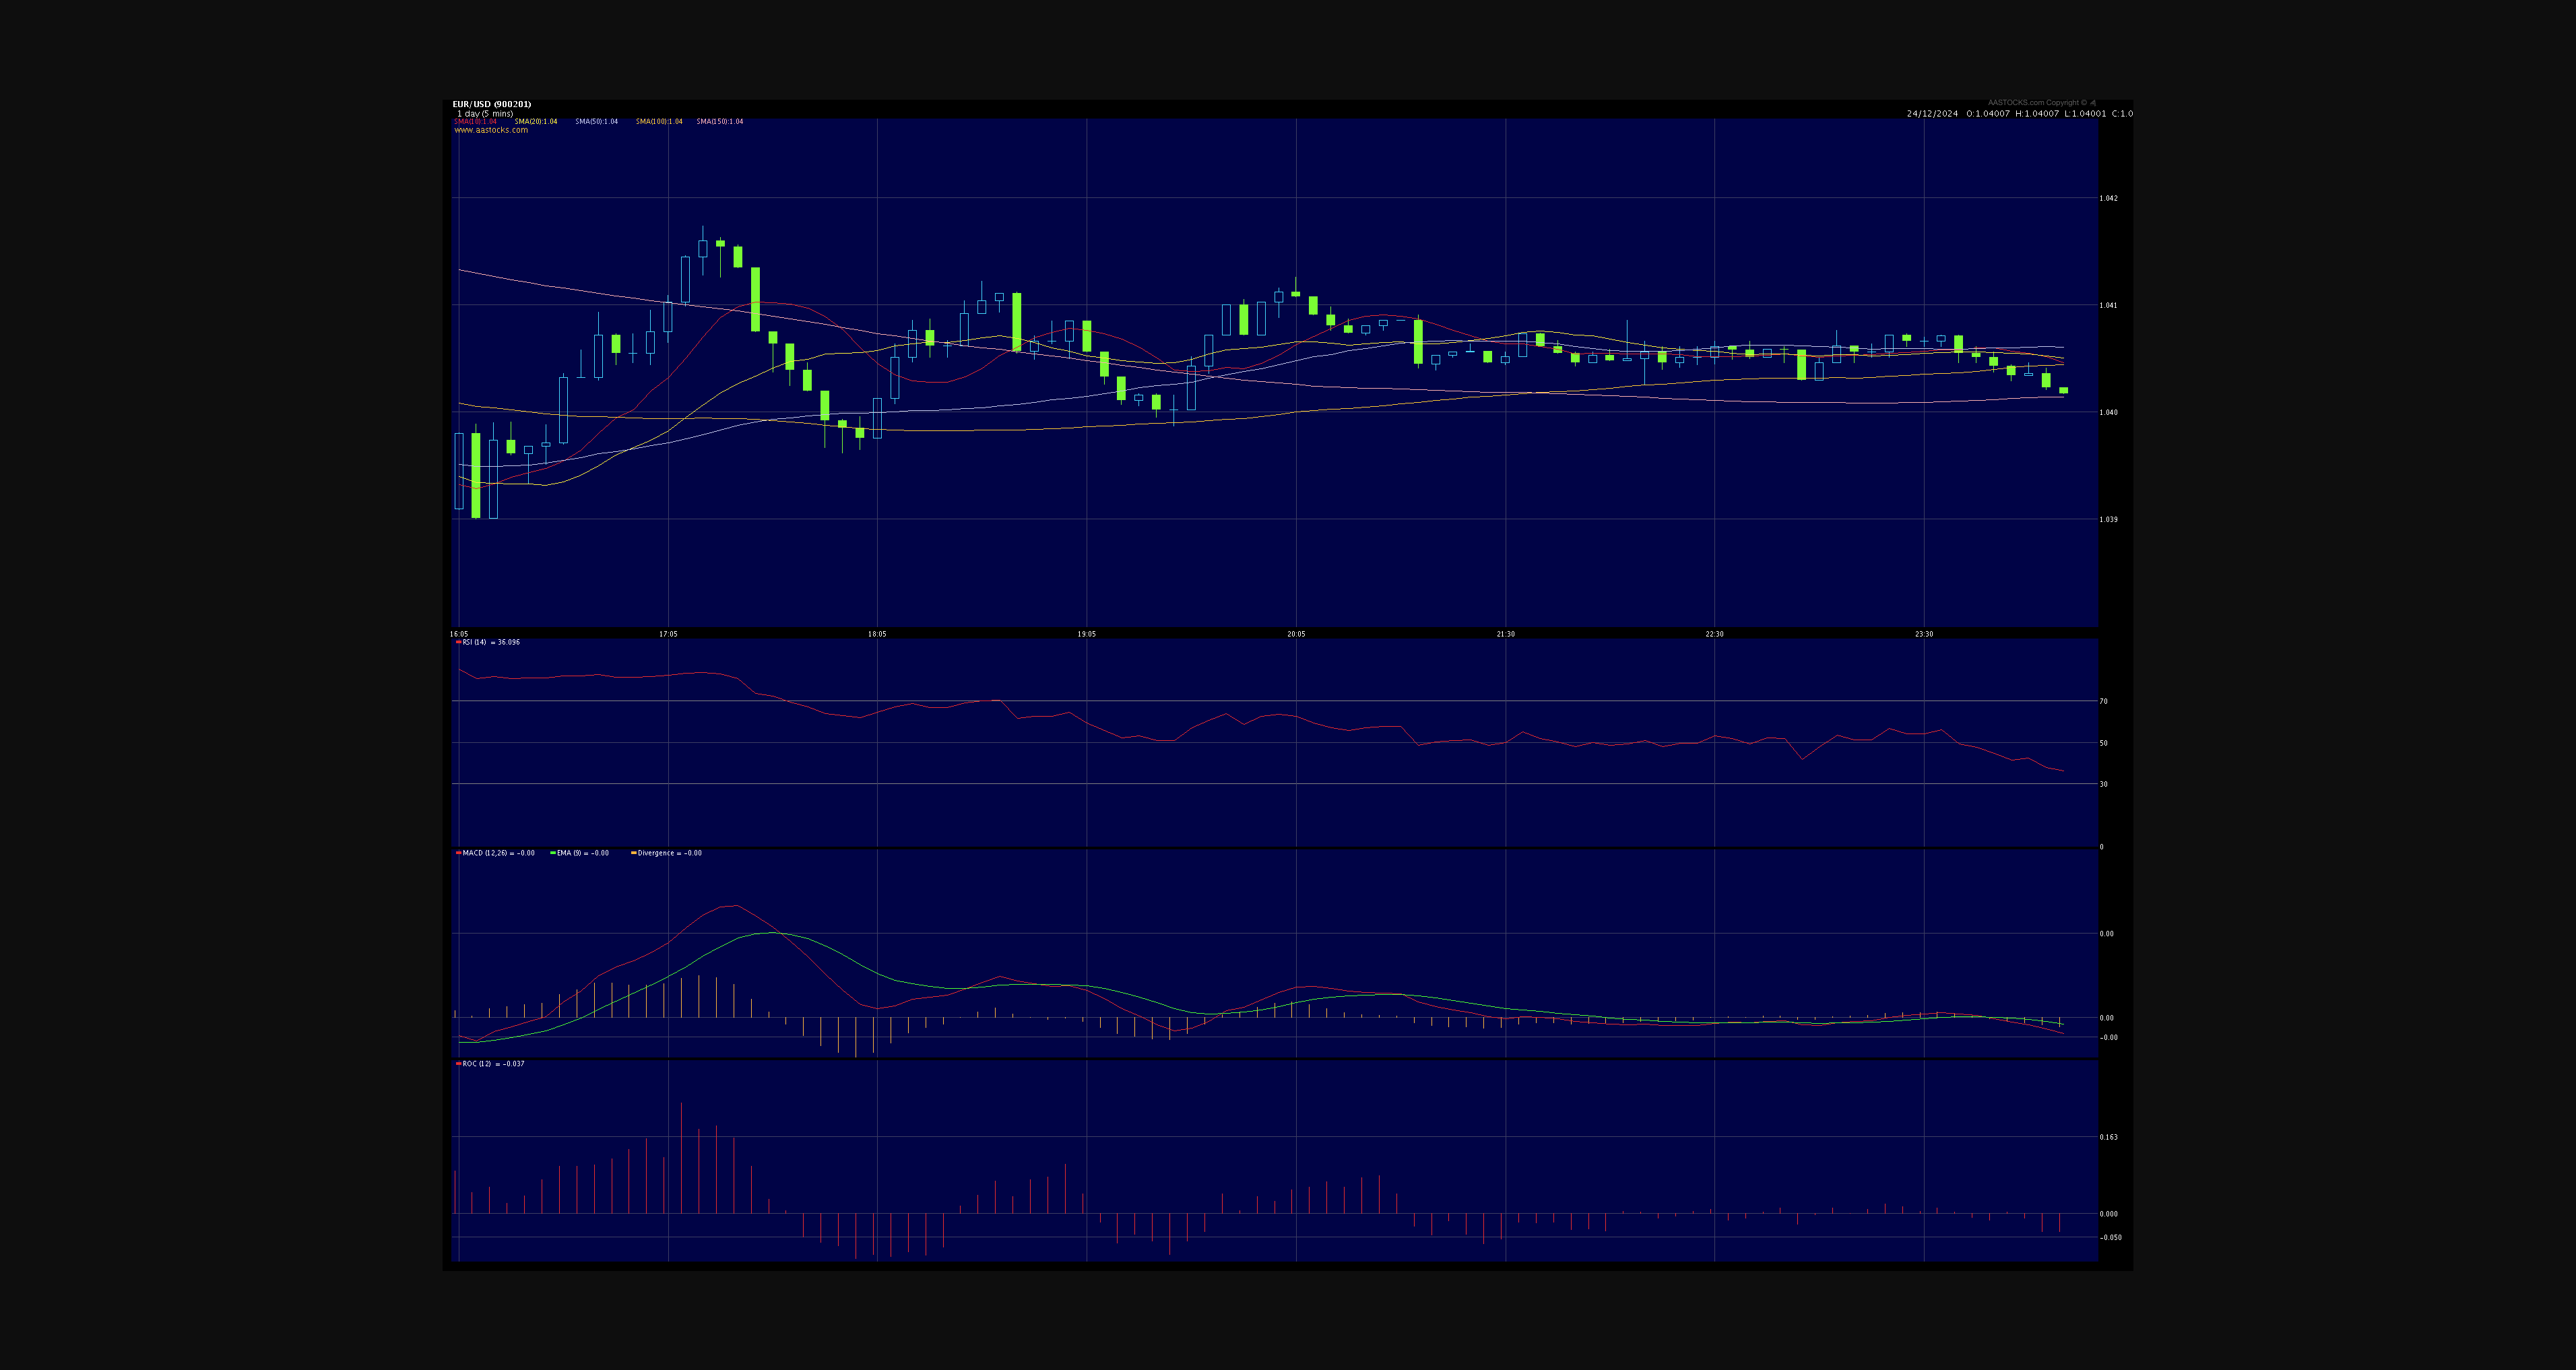 EUR/USD (900201)
AASTOCKS.com Copyright ©
1 day (5 mins)
24/12/2024 O:1.04007 H:1.04007 L:1.04001 C:1.0
SMA(10):1.04 SMA(20):1.04 SMA(50):1.04 SMA(100):1.04 SMA(150):1.04
www.aastocks.com
1.042
1.041
1.040
1.039
16:05 17:05 18:05 19:05 20:05 21:30 22:30 23:30
RSI (14) = 36.096
70
50
30
0
MACD (12,26) = -0.00 EMA (9) = -0.00 Divergence = -0.00
0.00
0.00
-0.00
ROC (12) = -0.037
0.163
0.000
-0.050